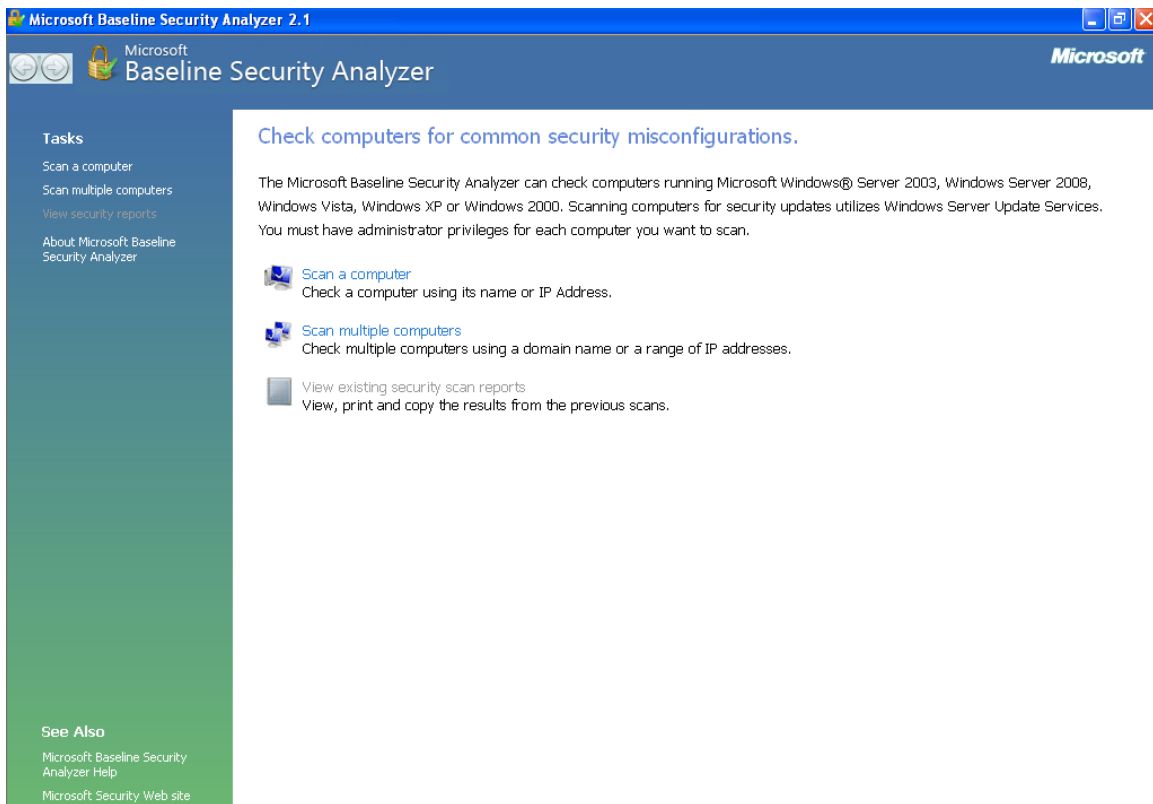 Microsoft Baseline Security Analyzer 2.1
Microsoft
Baseline Security Analyzer
Microsoft
Tasks
Scan a computer
Scan multiple computers
View security reports
About Microsoft Baseline
Security Analyzer
Check computers for common security misconfigurations.
The Microsoft Baseline Security Analyzer can check computers running Microsoft Windows® Server 2003, Windows Server 2008,
Windows Vista, Windows XP or Windows 2000. Scanning computers for security updates utilizes Windows Server Update Services.
You must have administrator privileges for each computer you want to scan.
Scan a computer
Check a computer using its name or IP Address.
Scan multiple computers
Check multiple computers using a domain name or a range of IP addresses.
View existing security scan reports
View, print and copy the results from the previous scans.
See Also
Microsoft Baseline Security
Analyzer Help
Microsoft Security Web site